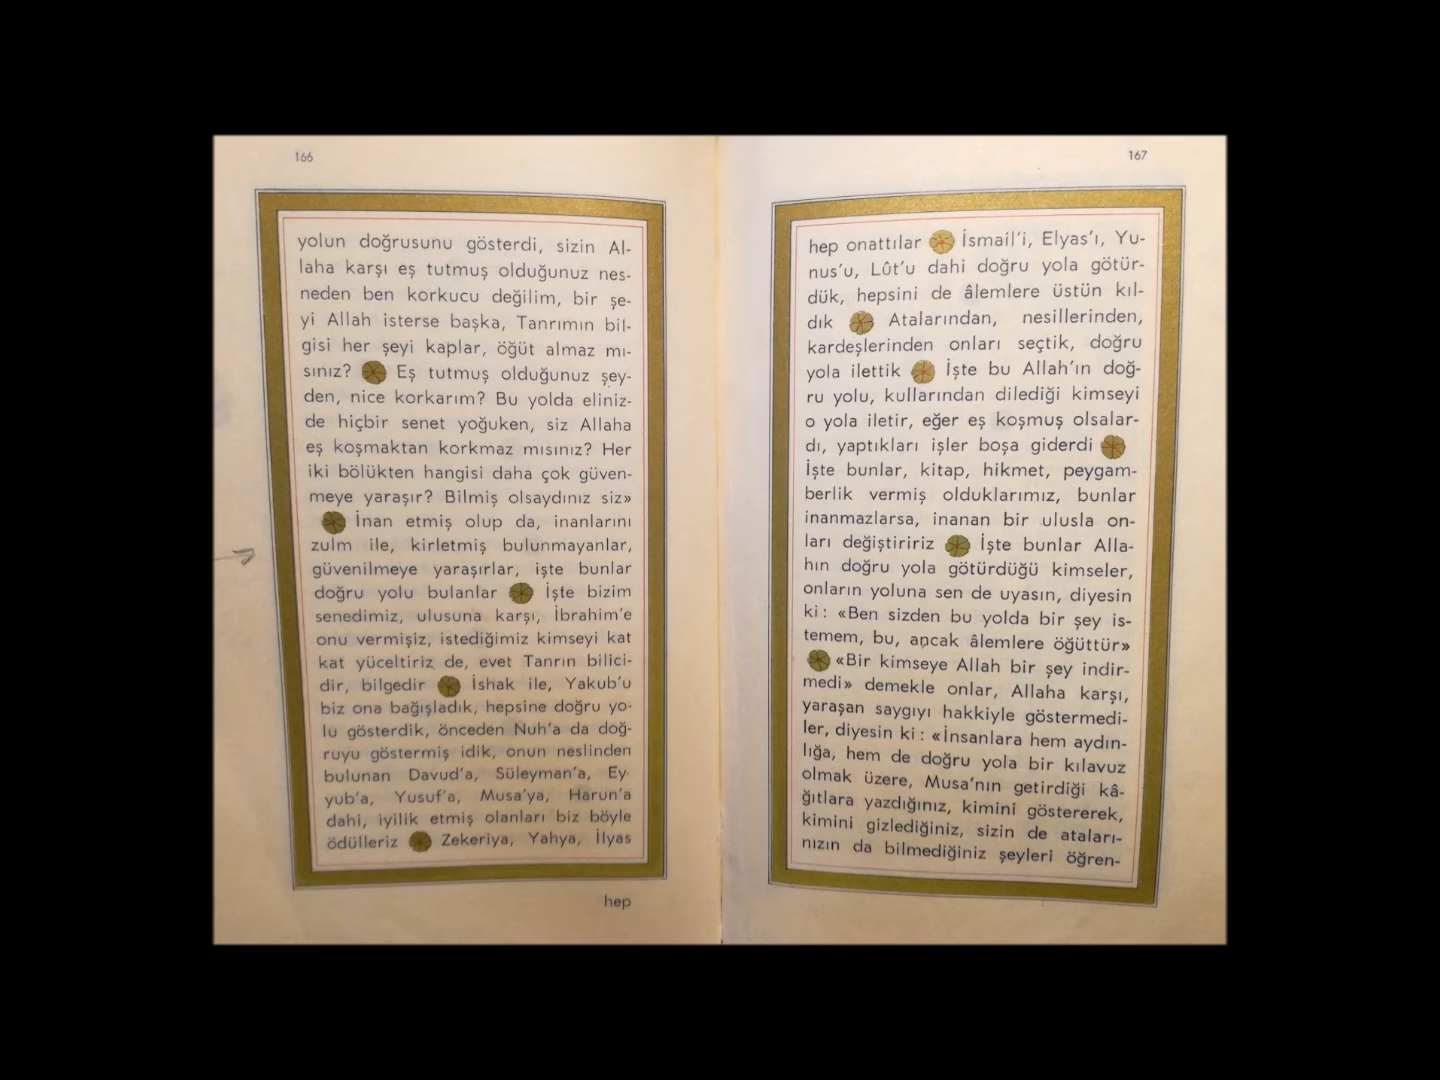 166
yolun doğrusunu gösterdi, sizin Al-
laha karşı eş tutmuş olduğunuz nes-
neden ben korkucu değilim, bir şe-
yi Allah isterse başka, Tanrımın bil-
gisi her şeyi kaplar, öğüt almaz mı-
sınız? Eş tutmuş olduğunuz şey-
den, nice korkarım? Bu yolda eliniz-
de hiçbir senet yoğuken, siz Allaha
eş koşmaktan korkmaz mısınız? Her
iki bölükten hangisi daha çok güven-
meye yaraşır? Bilmiş olsaydınız siz»
İnan etmiş olup da, inanlarını
zulm ile, kirletmiş bulunmayanlar,
güvenilmeye yaraşırlar, işte bunlar
doğru yolu bulanlar İşte bizim
senedimiz, ulusuna karşı, İbrahim'e
onu vermişiz, istediğimiz kimseyi kat
kat yüceltiriz de, evet Tanrın bilici-
dir, bilgedir İshak ile, Yakub'u
biz ona bağışladık, hepsine doğru yo-
lu gösterdik, önceden Nuh'a da doğ-
ruyu göstermiş idik, onun neslinden
bulunan Davud'a, Süleyman'a, Ey-
yub'a, Yusuf'a, Musa'ya, Harun'a
dahi, iyilik etmiş olanları biz böyle
ödülleriz Zekeriya, Yahya, İlyas
hep
167
hep onattılar İsmail'i, Elyas'ı, Yu-
nus'u, Lût'u dahi doğru yola götür-
dük, hepsini de âlemlere üstün kıl-
dık Atalarından, nesillerinden,
kardeşlerinden onları seçtik, doğru
yola ilettik İşte bu Allah'ın doğ-
ru yolu, kullarından dilediği kimseyi
o yola iletir, eğer eş koşmuş olsalar-
dı, yaptıkları işler boşa giderdi
İşte bunlar, kitap, hikmet, peygam-
berlik vermiş olduklarımız, bunlar
inanmazlarsa, inanan bir ulusla on-
ları değiştiririz İşte bunlar Alla-
hın doğru yola götürdüğü kimseler,
onların yoluna sen de uyasın, diyesin
ki : «Ben sizden bu yolda bir şey is-
temem, bu, ancak âlemlere öğüttür»
«Bir kimseye Allah bir şey indir-
medi» demekle onlar, Allaha karşı,
yaraşan saygıyı hakkiyle göstermedi-
ler, diyesin ki : «İnsanlara hem aydın-
lığa, hem de doğru yola bir kılavuz
olmak üzere, Musa'nın getirdiği kâ-
ğıtlara yazdığınız, kimini göstererek,
kimini gizlediğiniz, sizin de ataları-
nızın da bilmediğiniz şeyleri öğren-